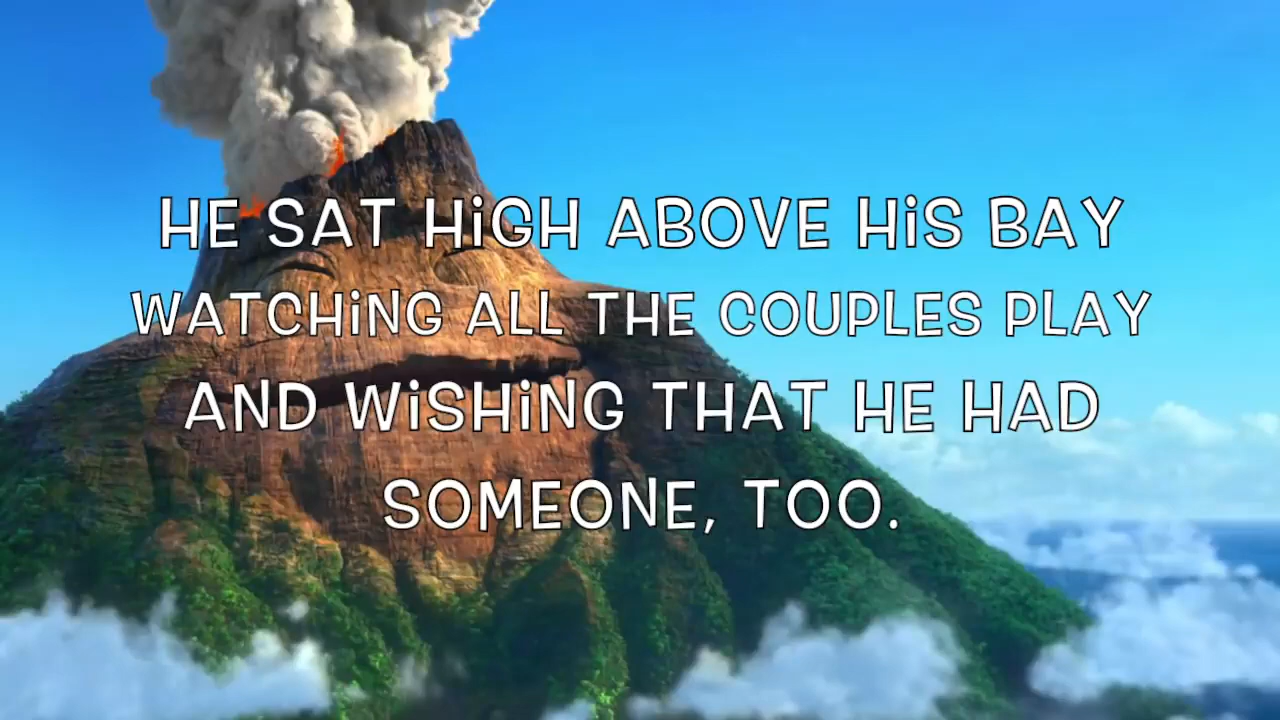 HE SAT HiGH ABOVE HiS BAY
WATCHiNG ALL THE COUPLES PLAY
AND WiSHiNG THAT HE HAD
SOMEONE, TOO.